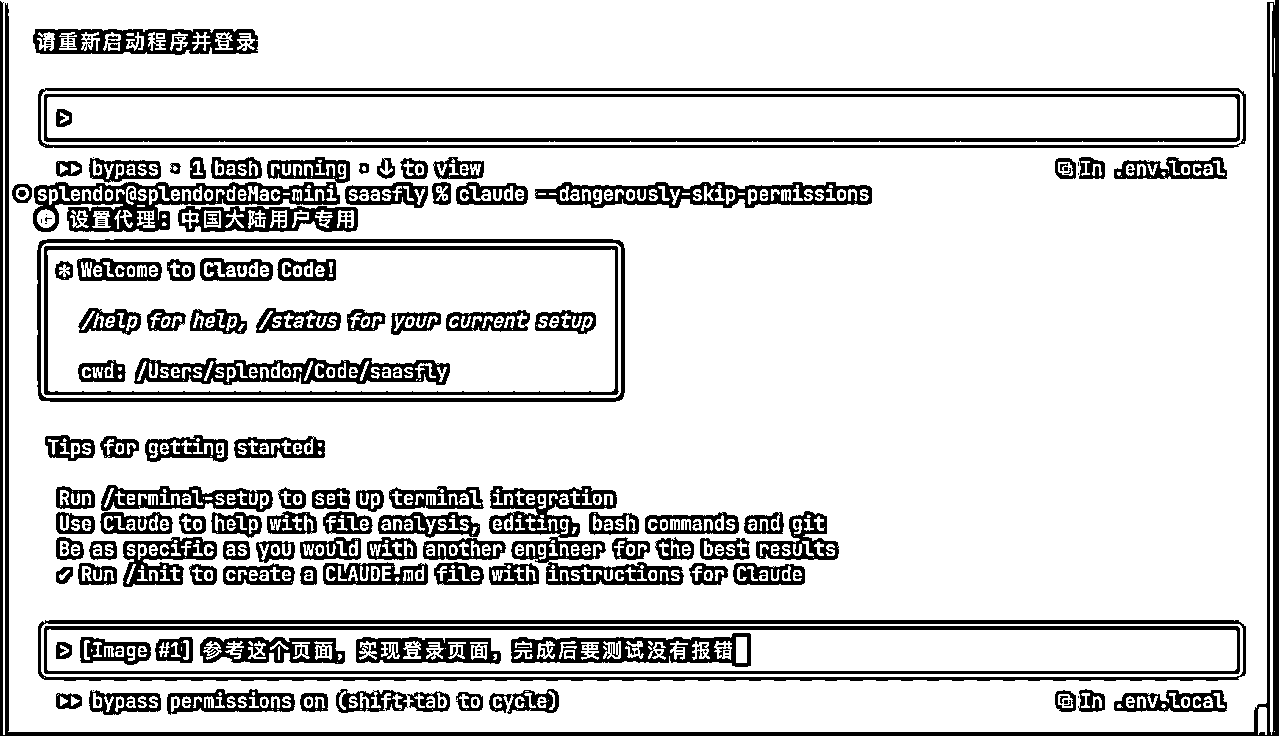 请重新启动程序并登录
>
▸▸ bypass · 1 bash running · ↓ to view ⧉ In .env.local
splendor@splendordeMac-mini saasfly % claude --dangerously-skip-permissions
设置代理: 中国大陆用户专用
* Welcome to Claude Code!
/help for help, /status for your current setup
cwd: /Users/splendor/Code/saasfly
Tips for getting started:
Run /terminal-setup to set up terminal integration
Use Claude to help with file analysis, editing, bash commands and git
Be as specific as you would with another engineer for the best results
✔ Run /init to create a CLAUDE.md file with instructions for Claude
> [Image #1] 参考这个页面, 实现登录页面, 完成后要测试没有报错
▸▸ bypass permissions on (shift+tab to cycle) ⧉ In .env.local